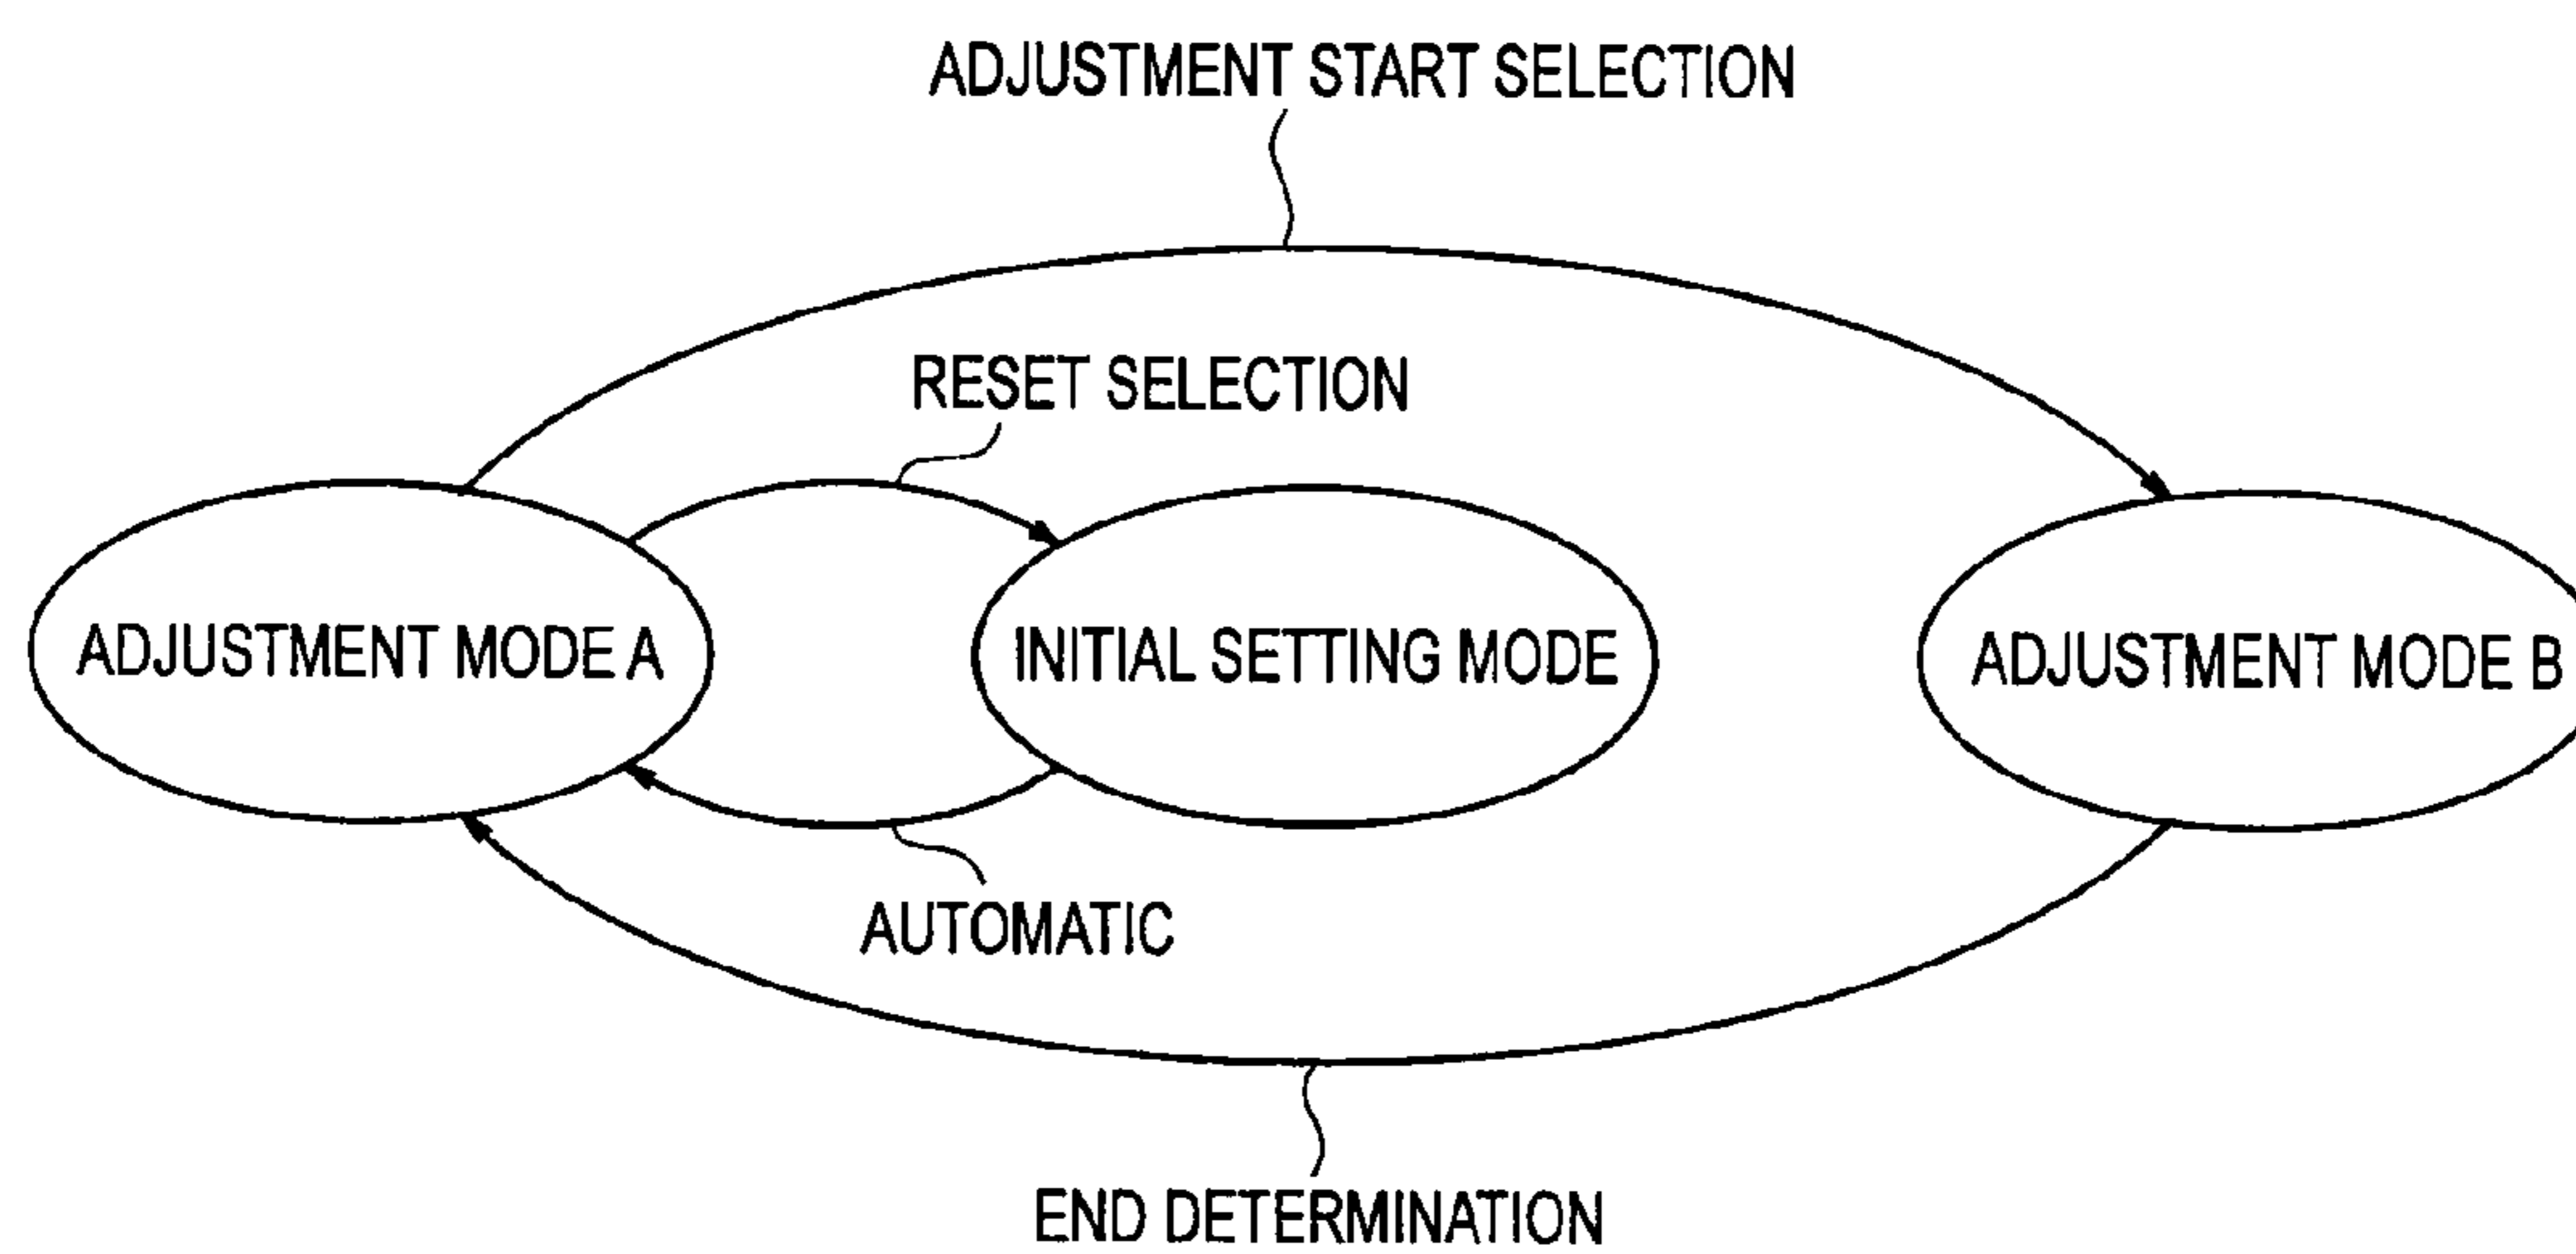 ADJUSTMENT START SELECTION
RESET SELECTION
ADJUSTMENT MODE A
INITIAL SETTING MODE
ADJUSTMENT MODE B
AUTOMATIC
END DETERMINATION